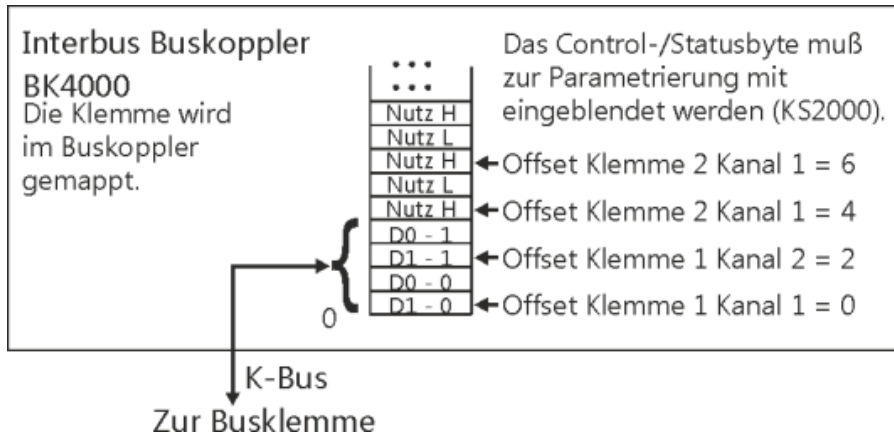 Interbus Buskoppler
BK4000
Die Klemme wird
im Buskoppler
gemappt.
Das Control-/Statusbyte muß
zur Parametrierung mit
eingeblendet werden (KS2000).
Nutz H
Nutz L
Nutz H
Offset Klemme 2 Kanal 1 = 6
Nutz L
Nutz H
Offset Klemme 2 Kanal 1 = 4
D0 - 1
D1 - 1
Offset Klemme 1 Kanal 2 = 2
D0 - 0
D1 - 0
Offset Klemme 1 Kanal 1 = 0
0
K-Bus
Zur Busklemme